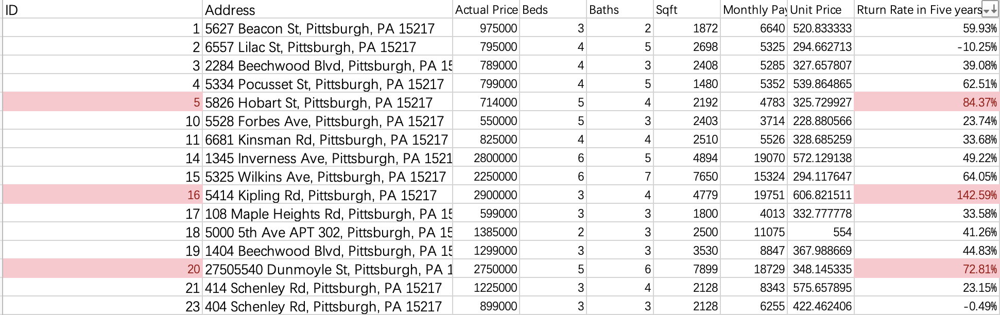 ID Address Actual Price Beds Baths Sqft Monthly Pay Unit Price Rturn Rate in Five years
1 5627 Beacon St, Pittsburgh, PA 15217 975000 3 2 1872 6640 520.833333 59.93%
2 6557 Lilac St, Pittsburgh, PA 15217 795000 4 5 2698 5325 294.662713 -10.25%
3 2284 Beechwood Blvd, Pittsburgh, PA 15 789000 4 3 2408 5285 327.657807 39.08%
4 5334 Pocusset St, Pittsburgh, PA 15217 799000 4 5 1480 5352 539.864865 62.51%
5 5826 Hobart St, Pittsburgh, PA 15217 714000 5 4 2192 4783 325.729927 84.37%
10 5528 Forbes Ave, Pittsburgh, PA 15217 550000 5 3 2403 3714 228.880566 23.74%
11 6681 Kinsman Rd, Pittsburgh, PA 15217 825000 4 4 2510 5526 328.685259 33.68%
14 1345 Inverness Ave, Pittsburgh, PA 1521 2800000 6 5 4894 19070 572.129138 49.22%
15 5325 Wilkins Ave, Pittsburgh, PA 15217 2250000 6 7 7650 15324 294.117647 64.05%
16 5414 Kipling Rd, Pittsburgh, PA 15217 2900000 3 4 4779 19751 606.821511 142.59%
17 108 Maple Heights Rd, Pittsburgh, PA 15 599000 3 3 1800 4013 332.777778 33.58%
18 5000 5th Ave APT 302, Pittsburgh, PA 15 1385000 2 3 2500 11075 554 41.26%
19 1404 Beechwood Blvd, Pittsburgh, PA 15 1299000 3 3 3530 8847 367.988669 44.83%
20 27505540 Dunmoyle St, Pittsburgh, PA 1 2750000 5 6 7899 18729 348.145335 72.81%
21 414 Schenley Rd, Pittsburgh, PA 15217 1225000 3 4 2128 8343 575.657895 23.15%
23 404 Schenley Rd, Pittsburgh, PA 15217 899000 3 3 2128 6255 422.462406 -0.49%